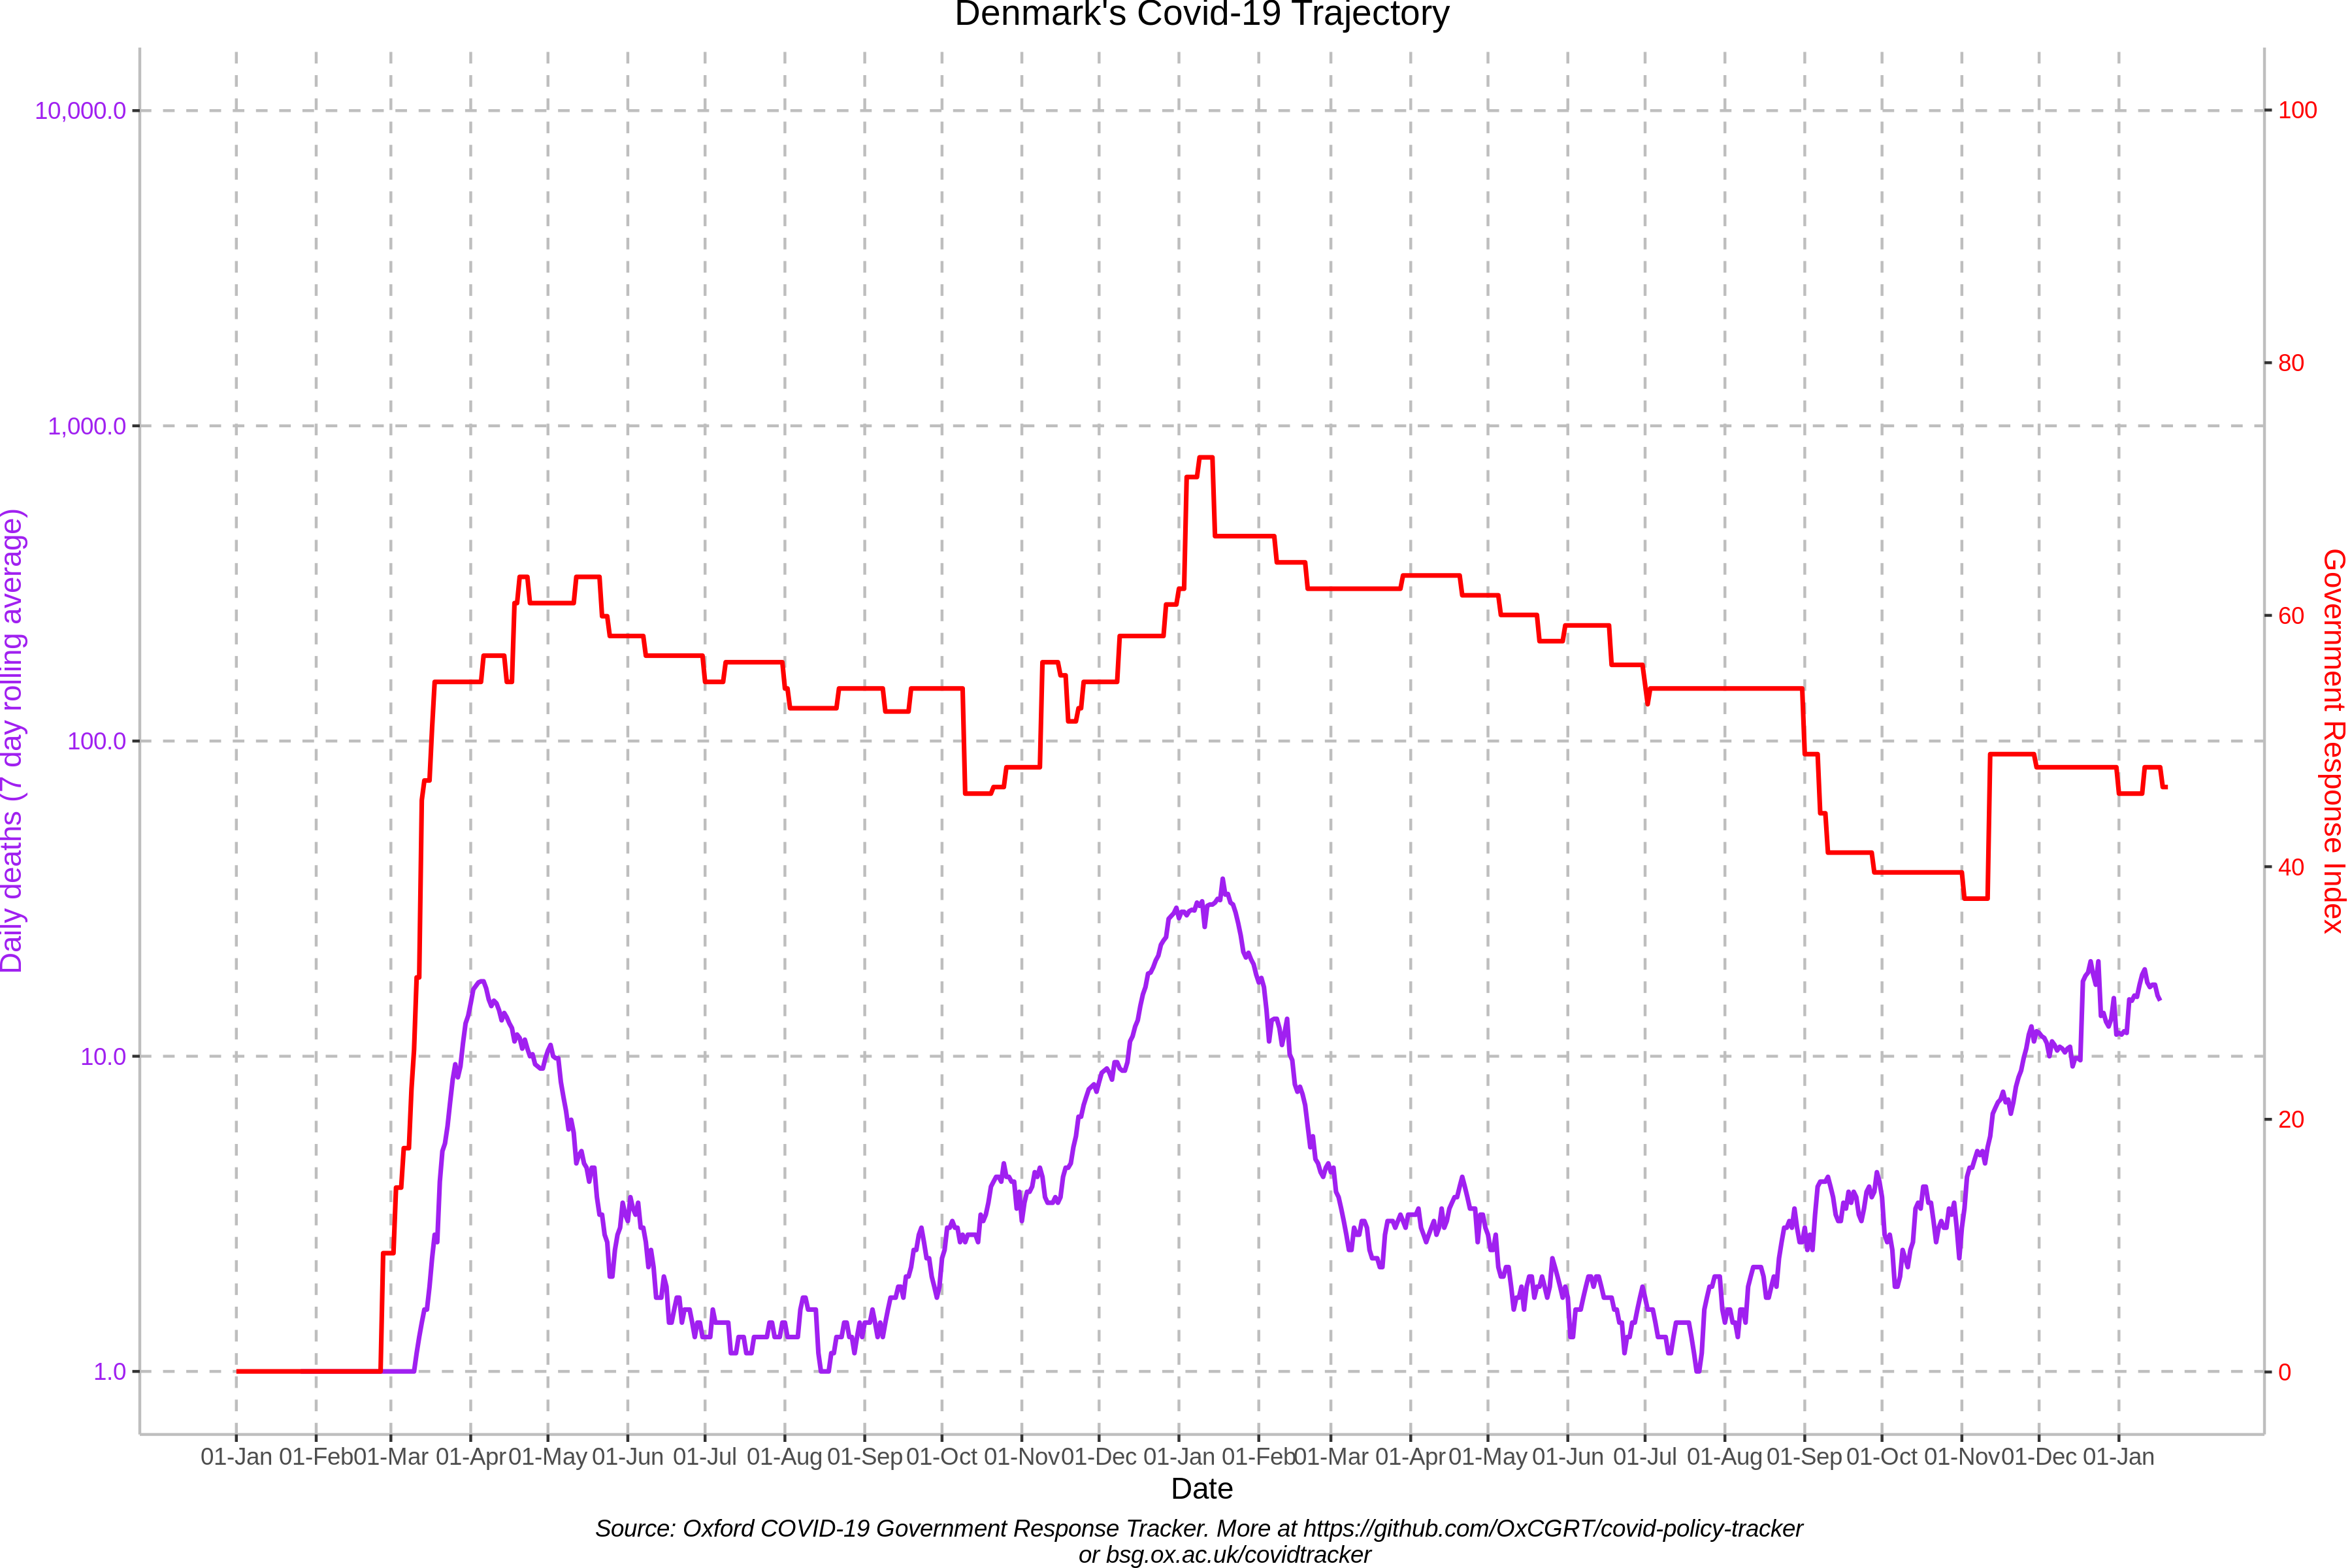 Denmark's Covid-19 Trajectory
10,000.0
1,000.0
100.0
10.0
1.0
Daily deaths (7 day rolling average)
100
80
60
40
20
0
Government Response Index
01-Jan 01-Feb 01-Mar 01-Apr 01-May 01-Jun 01-Jul 01-Aug 01-Sep 01-Oct 01-Nov 01-Dec 01-Jan 01-Feb 01-Mar 01-Apr 01-May 01-Jun 01-Jul 01-Aug 01-Sep 01-Oct 01-Nov 01-Dec 01-Jan
Date
Source: Oxford COVID-19 Government Response Tracker. More at https://github.com/OxCGRT/covid-policy-tracker
or bsg.ox.ac.uk/covidtracker